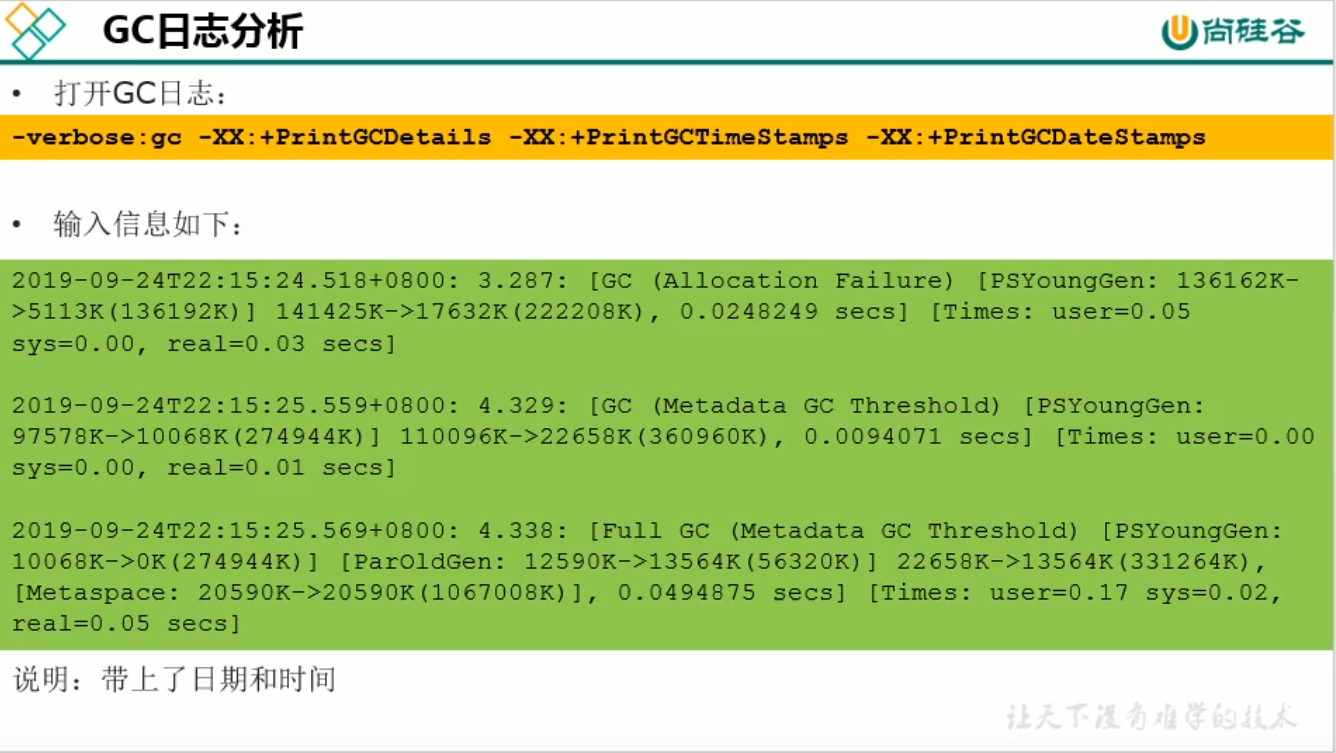 GC日志分析
尚硅谷
• 打开GC日志：
-verbose:gc -XX:+PrintGCDetails -XX:+PrintGCTimeStamps -XX:+PrintGCDateStamps
• 输入信息如下：
2019-09-24T22:15:24.518+0800: 3.287: [GC (Allocation Failure) [PSYoungGen: 136162K-
>5113K(136192K)] 141425K->17632K(222208K), 0.0248249 secs] [Times: user=0.05
sys=0.00, real=0.03 secs]
2019-09-24T22:15:25.559+0800: 4.329: [GC (Metadata GC Threshold) [PSYoungGen:
97578K->10068K(274944K)] 110096K->22658K(360960K), 0.0094071 secs] [Times: user=0.00
sys=0.00, real=0.01 secs]
2019-09-24T22:15:25.569+0800: 4.338: [Full GC (Metadata GC Threshold) [PSYoungGen:
10068K->0K(274944K)] [ParOldGen: 12590K->13564K(56320K)] 22658K->13564K(331264K),
[Metaspace: 20590K->20590K(1067008K)], 0.0494875 secs] [Times: user=0.17 sys=0.02,
real=0.05 secs]
说明：带上了日期和时间
让天下没有难学的技术